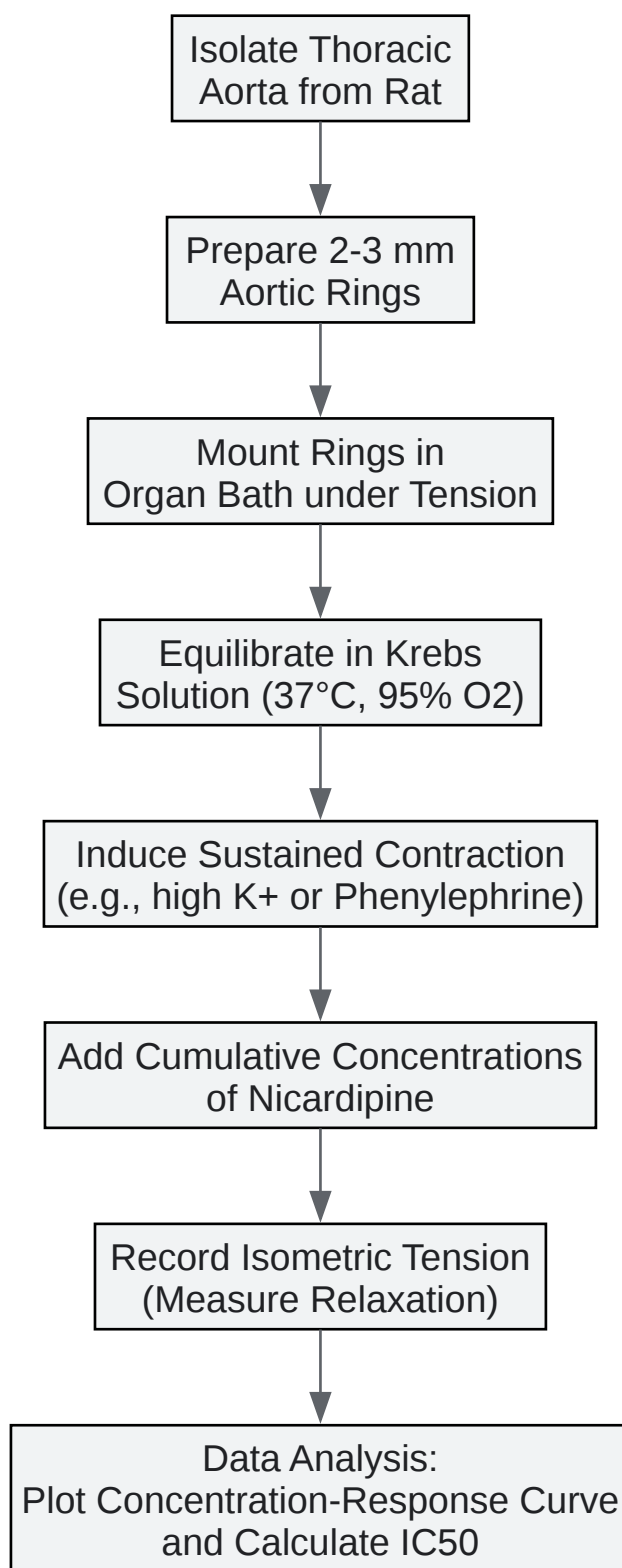 Isolate Thoracic
Aorta from Rat
Prepare 2-3 mm
Aortic Rings
Mount Rings in
Organ Bath under Tension
Equilibrate in Krebs
Solution (37°C, 95% O2)
Induce Sustained Contraction
(e.g., high K+ or Phenylephrine)
Add Cumulative Concentrations
of Nicardipine
Record Isometric Tension
(Measure Relaxation)
Data Analysis:
Plot Concentration-Response Curve
and Calculate IC50